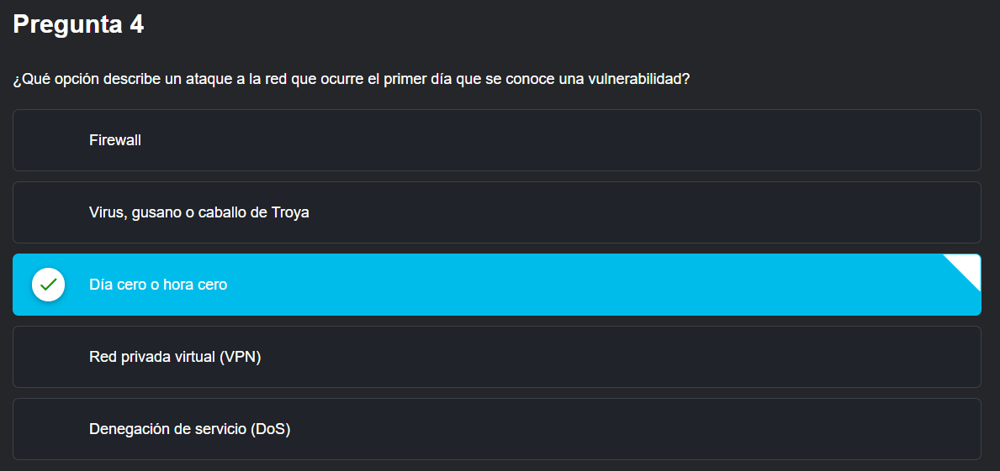 Pregunta 4
¿Qué opción describe un ataque a la red que ocurre el primer día que se conoce una vulnerabilidad?
Firewall
Virus, gusano o caballo de Troya
Día cero o hora cero
Red privada virtual (VPN)
Denegación de servicio (DoS)